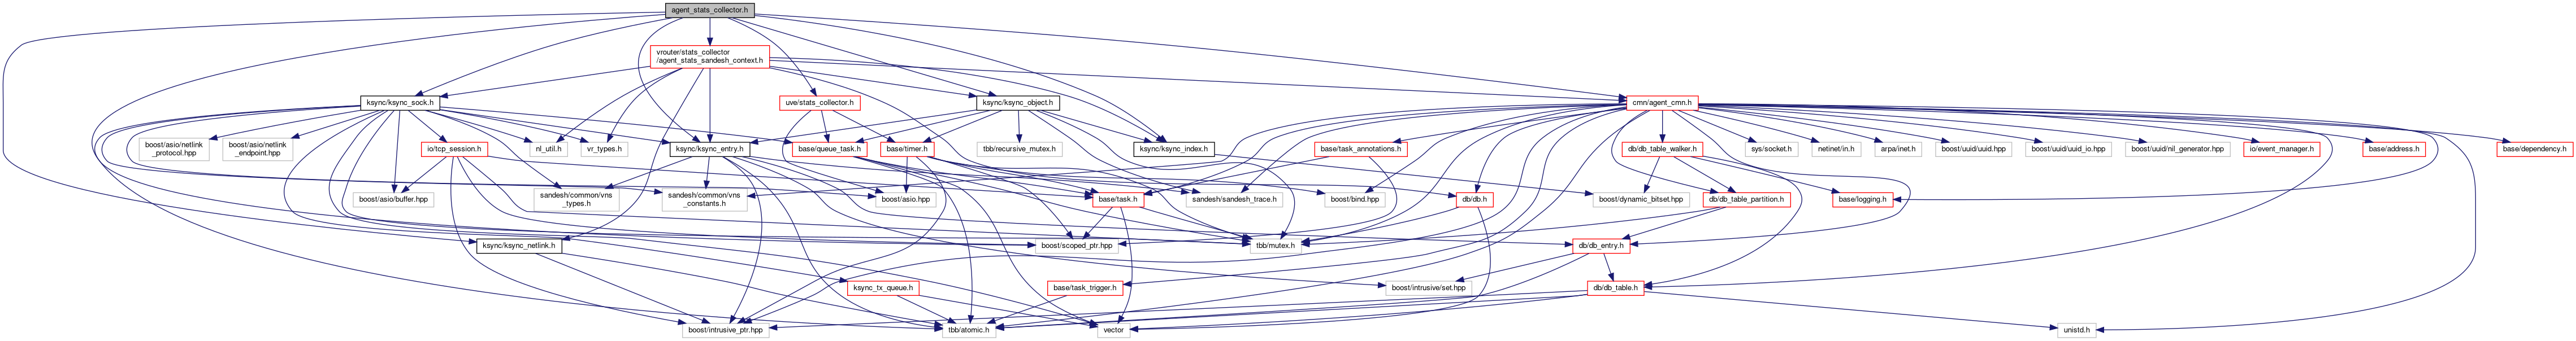 agent_stats_collector.h
vrouter/stats_collector
/agent_stats_sandesh_context.h
ksync/ksync_sock.h
uve/stats_collector.h
ksync/ksync_object.h
cmn/agent_cmn.h
boost/asio/netlink
_protocol.hpp
boost/asio/netlink
_endpoint.hpp
io/tcp_session.h
nl_util.h
vr_types.h
ksync/ksync_entry.h
base/queue_task.h
base/timer.h
tbb/recursive_mutex.h
ksync/ksync_index.h
base/task_annotations.h
db/db_table_walker.h
sys/socket.h
netinet/in.h
arpa/inet.h
boost/uuid/uuid.hpp
boost/uuid/uuid_io.hpp
boost/uuid/nil_generator.hpp
io/event_manager.h
base/address.h
base/dependency.h
boost/asio/buffer.hpp
sandesh/common/vns
_types.h
sandesh/common/vns
_constants.h
boost/asio.hpp
base/task.h
sandesh/sandesh_trace.h
boost/bind.hpp
db/db.h
boost/dynamic_bitset.hpp
db/db_table_partition.h
base/logging.h
ksync/ksync_netlink.h
boost/scoped_ptr.hpp
tbb/mutex.h
db/db_entry.h
ksync_tx_queue.h
base/task_trigger.h
boost/intrusive/set.hpp
db/db_table.h
boost/intrusive_ptr.hpp
tbb/atomic.h
vector
unistd.h